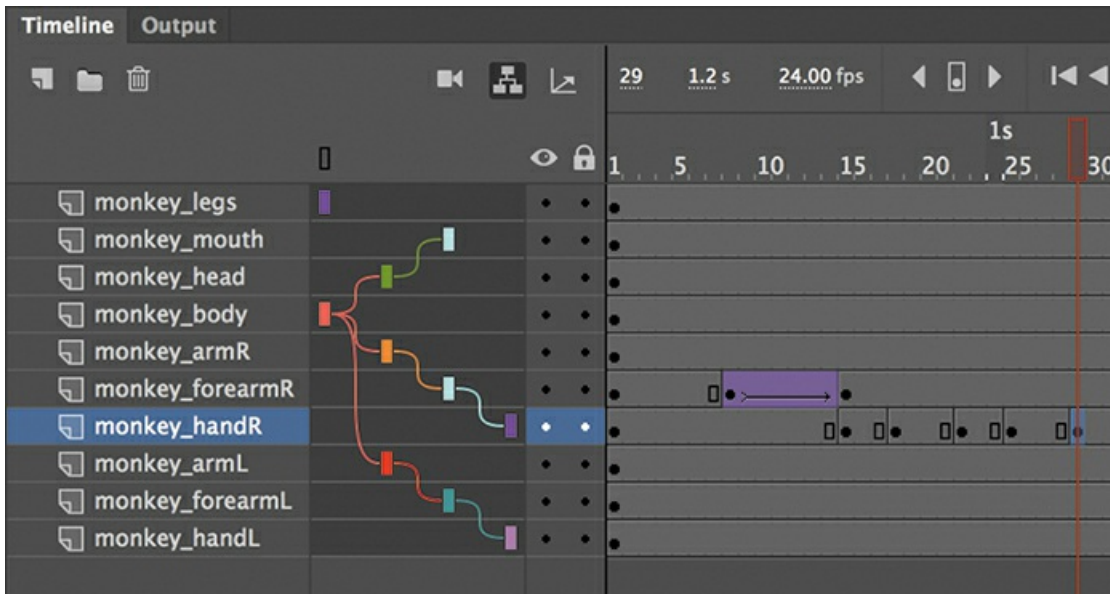 Timeline Output
29 1.2 s 24.00 fps
1s
1 5 10 15 20 25 30
monkey_legs
monkey_mouth
monkey_head
monkey_body
monkey_armR
monkey_forearmR
monkey_handR
monkey_armL
monkey_forearmL
monkey_handL